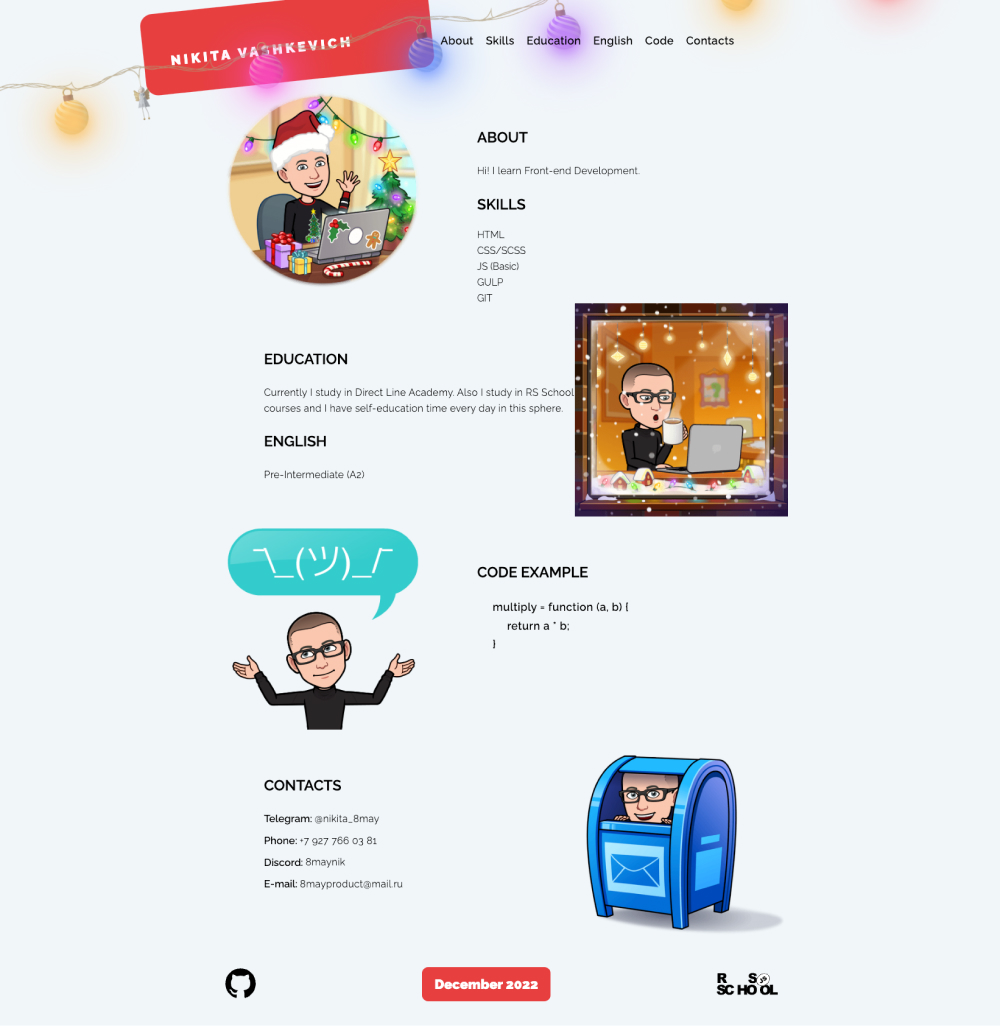 NIKITA VASHKEVICH
About Skills Education English Code Contacts
ABOUT
Hi! I learn Front-end Development.
SKILLS
HTML
CSS/SCSS
JS (Basic)
GULP
GIT
EDUCATION
Currently I study in Direct Line Academy. Also I study in RS School
courses and I have self-education time every day in this sphere.
ENGLISH
Pre-Intermediate (A2)
¯\_(ツ)_/¯
CODE EXAMPLE
multiply = function (a, b) {
return a * b;
}
CONTACTS
Telegram: @nikita_8may
Phone: +7 927 766 03 81
Discord: 8maynik
E-mail: 8mayproduct@mail.ru
December 2022
R S
SCHOOL